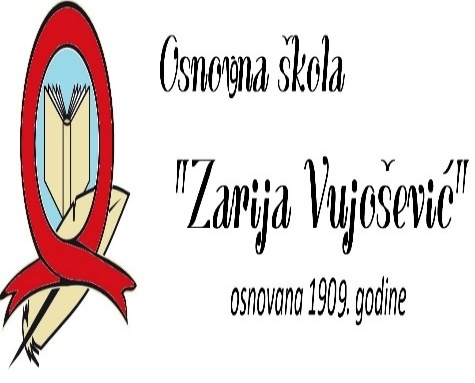 Osnovna škola
"Zarija Vujošević"
osnovana 1909. godine